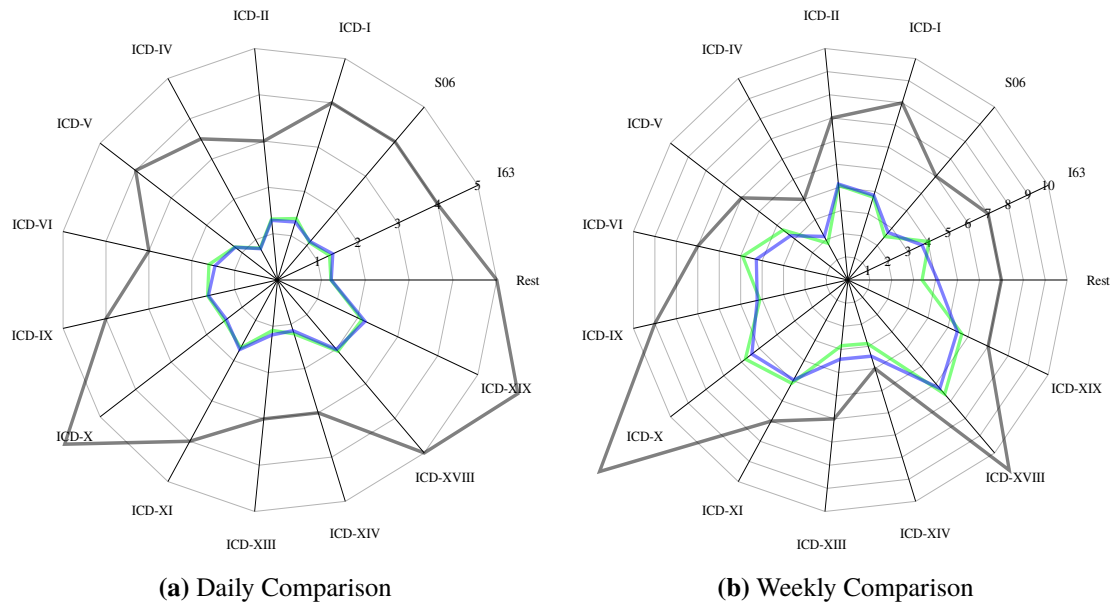 ICD-II
ICD-I
ICD-IV
S06
ICD-V
I63
ICD-VI
Rest
ICD-IX
ICD-XIX
ICD-X
ICD-XVIII
ICD-XI
ICD-XIV
ICD-XIII
1 2 3 4 5
(a) Daily Comparison
ICD-II
ICD-I
ICD-IV
S06
ICD-V
I63
ICD-VI
Rest
ICD-IX
ICD-XIX
ICD-X
ICD-XVIII
ICD-XI
ICD-XIV
ICD-XIII
1 2 3 4 5 6 7 8 9 10
(b) Weekly Comparison